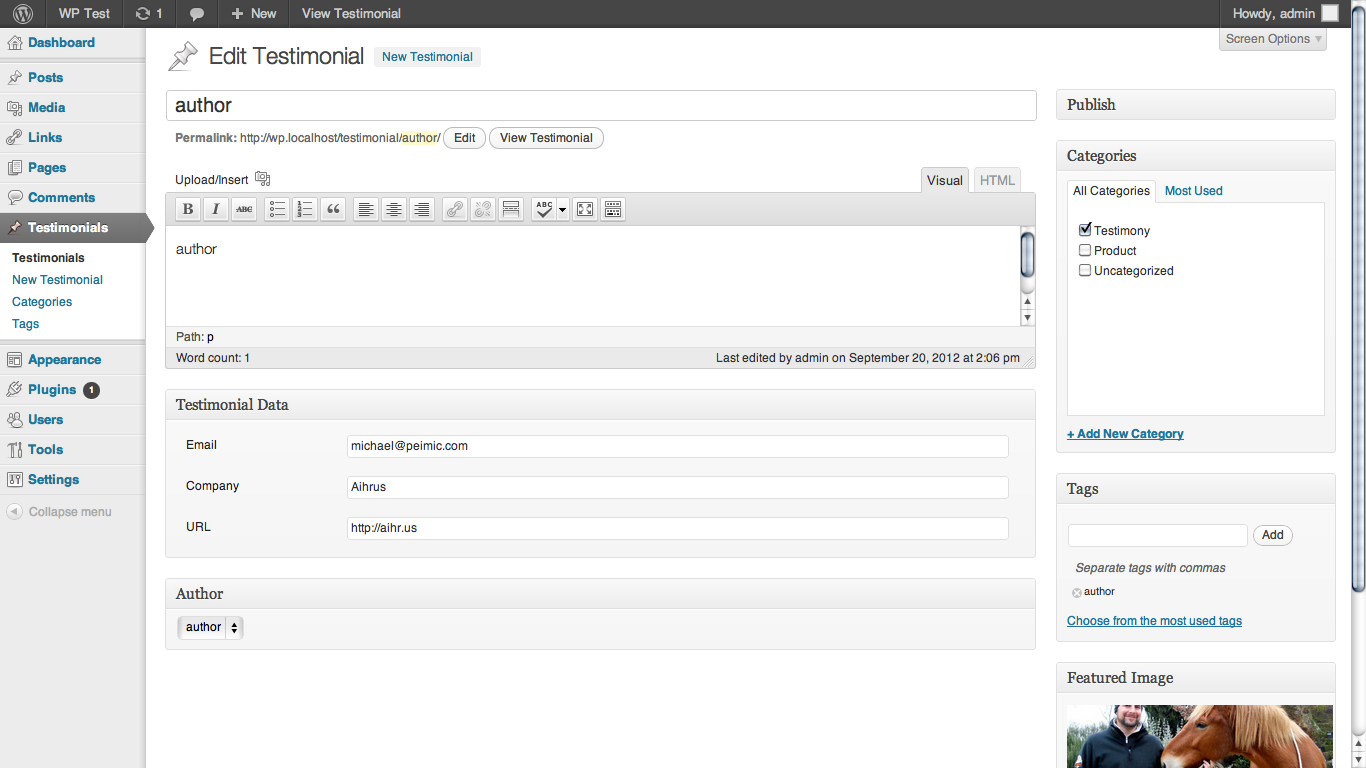 WP Test 1 New View Testimonial Howdy, admin
Screen Options
Dashboard
Posts
Media
Links
Pages
Comments
Testimonials
Testimonials
New Testimonial
Categories
Tags
Appearance
Plugins 1
Users
Tools
Settings
Collapse menu
Edit Testimonial New Testimonial
author
Permalink: http://wp.localhost/testimonial/author/ Edit View Testimonial
Upload/Insert Visual HTML
B I ABC ABC
author
Path: p
Word count: 1 Last edited by admin on September 20, 2012 at 2:06 pm
Testimonial Data
Email michael@peimic.com
Company Aihrus
URL http://aihr.us
Author
author
Publish
Categories
All Categories Most Used
Testimony
Product
Uncategorized
+ Add New Category
Tags
Add
Separate tags with commas
author
Choose from the most used tags
Featured Image